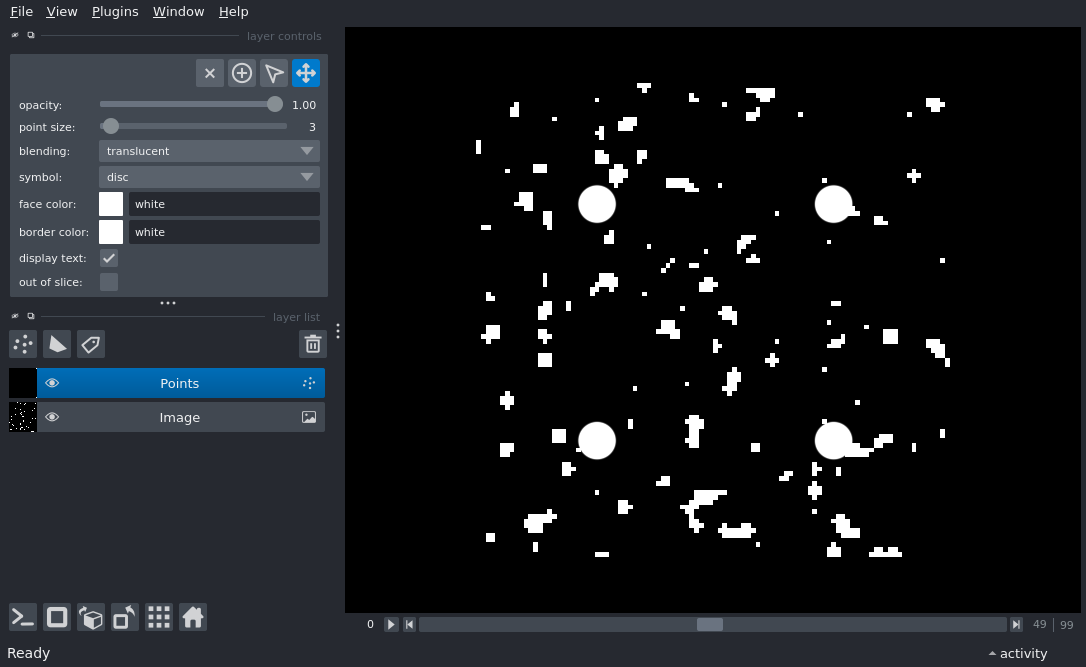 File View Plugins Window Help
layer controls
opacity: 1.00
point size: 3
blending: translucent
symbol: disc
face color: white
border color: white
display text:
out of slice:
layer list
Points
Image
0 49 | 99
Ready activity